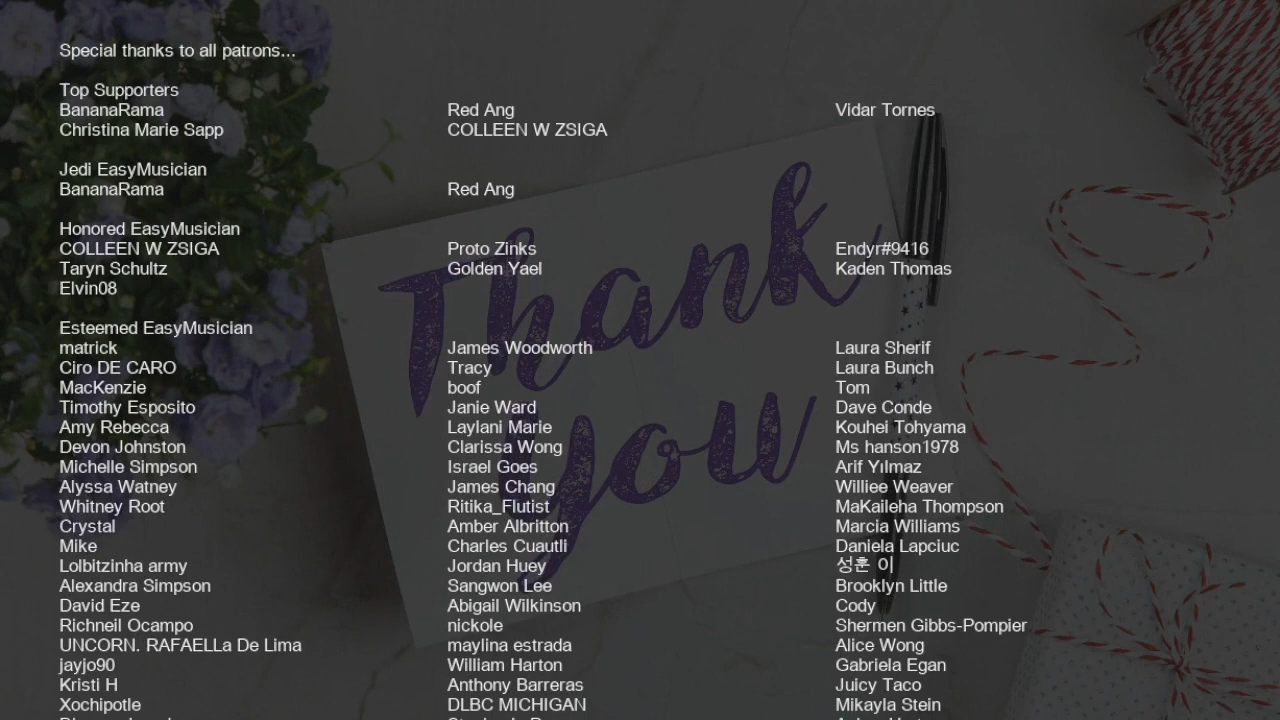 Special thanks to all patrons...
Top Supporters
BananaRama Red Ang Vidar Tornes
Christina Marie Sapp COLLEEN W ZSIGA
Jedi EasyMusician
BananaRama Red Ang
Honored EasyMusician
COLLEEN W ZSIGA Proto Zinks Endyr#9416
Taryn Schultz Golden Yael Kaden Thomas
Elvin08
Esteemed EasyMusician
matrick James Woodworth Laura Sherif
Ciro DE CARO Tracy Laura Bunch
MacKenzie boof Tom
Timothy Esposito Janie Ward Dave Conde
Amy Rebecca Laylani Marie Kouhei Tohyama
Devon Johnston Clarissa Wong Ms hanson1978
Michelle Simpson Israel Goes Arif Yılmaz
Alyssa Watney James Chang Williee Weaver
Whitney Root Ritika_Flutist MaKaileha Thompson
Crystal Amber Albritton Marcia Williams
Mike Charles Cuautli Daniela Lapciuc
Lolbitzinha army Jordan Huey 성훈 이
Alexandra Simpson Sangwon Lee Brooklyn Little
David Eze Abigail Wilkinson Cody
Richneil Ocampo nickole Shermen Gibbs-Pompier
UNCORN. RAFAELLa De Lima maylina estrada Alice Wong
jayjo90 William Harton Gabriela Egan
Kristi H Anthony Barreras Juicy Taco
Xochipotle DLBC MICHIGAN Mikayla Stein
Thank
you